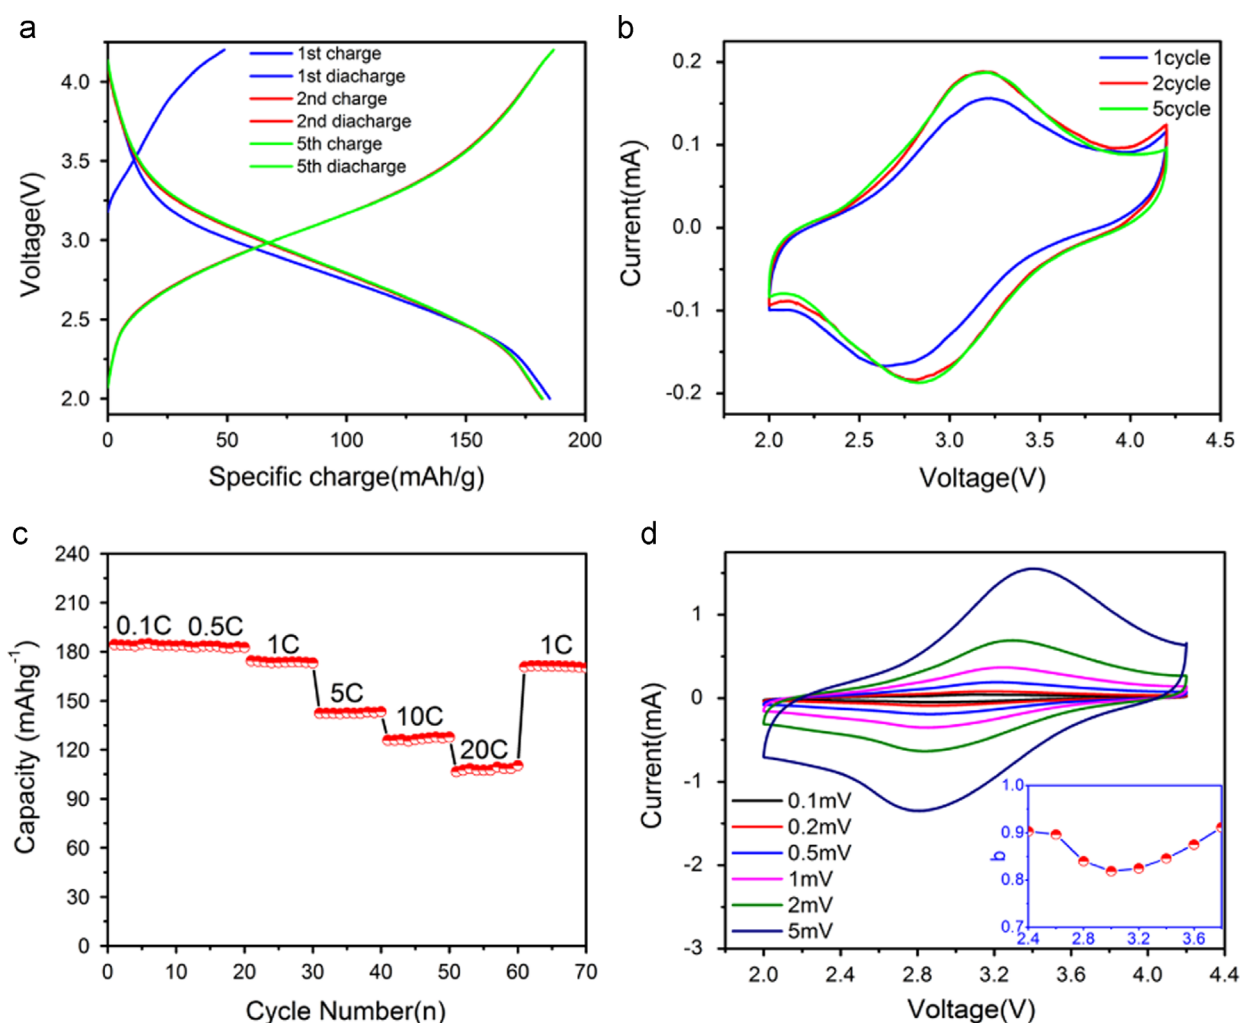 a
4.0
3.5
3.0
2.5
2.0
Voltage(V)
1st charge
1st diacharge
2nd charge
2nd diacharge
5th charge
5th diacharge
0
50
100
150
200
Specific charge(mAh/g)
b
0.2
0.1
0.0
-0.1
-0.2
Current(mA)
1cycle
2cycle
5cycle
2.0
2.5
3.0
3.5
4.0
4.5
Voltage(V)
c
240
210
180
150
120
90
60
30
0
Capacity (mAhg-1)
0.1C
0.5C
1C
5C
10C
20C
1C
0
10
20
30
40
50
60
70
Cycle Number(n)
d
1
0
-1
-2
-3
Current(mA)
0.1mV
0.2mV
0.5mV
1mV
2mV
5mV
1.0
0.9
0.8
0.7
b
2.4
2.8
3.2
3.6
2.0
2.4
2.8
3.2
3.6
4.0
4.4
Voltage(V)